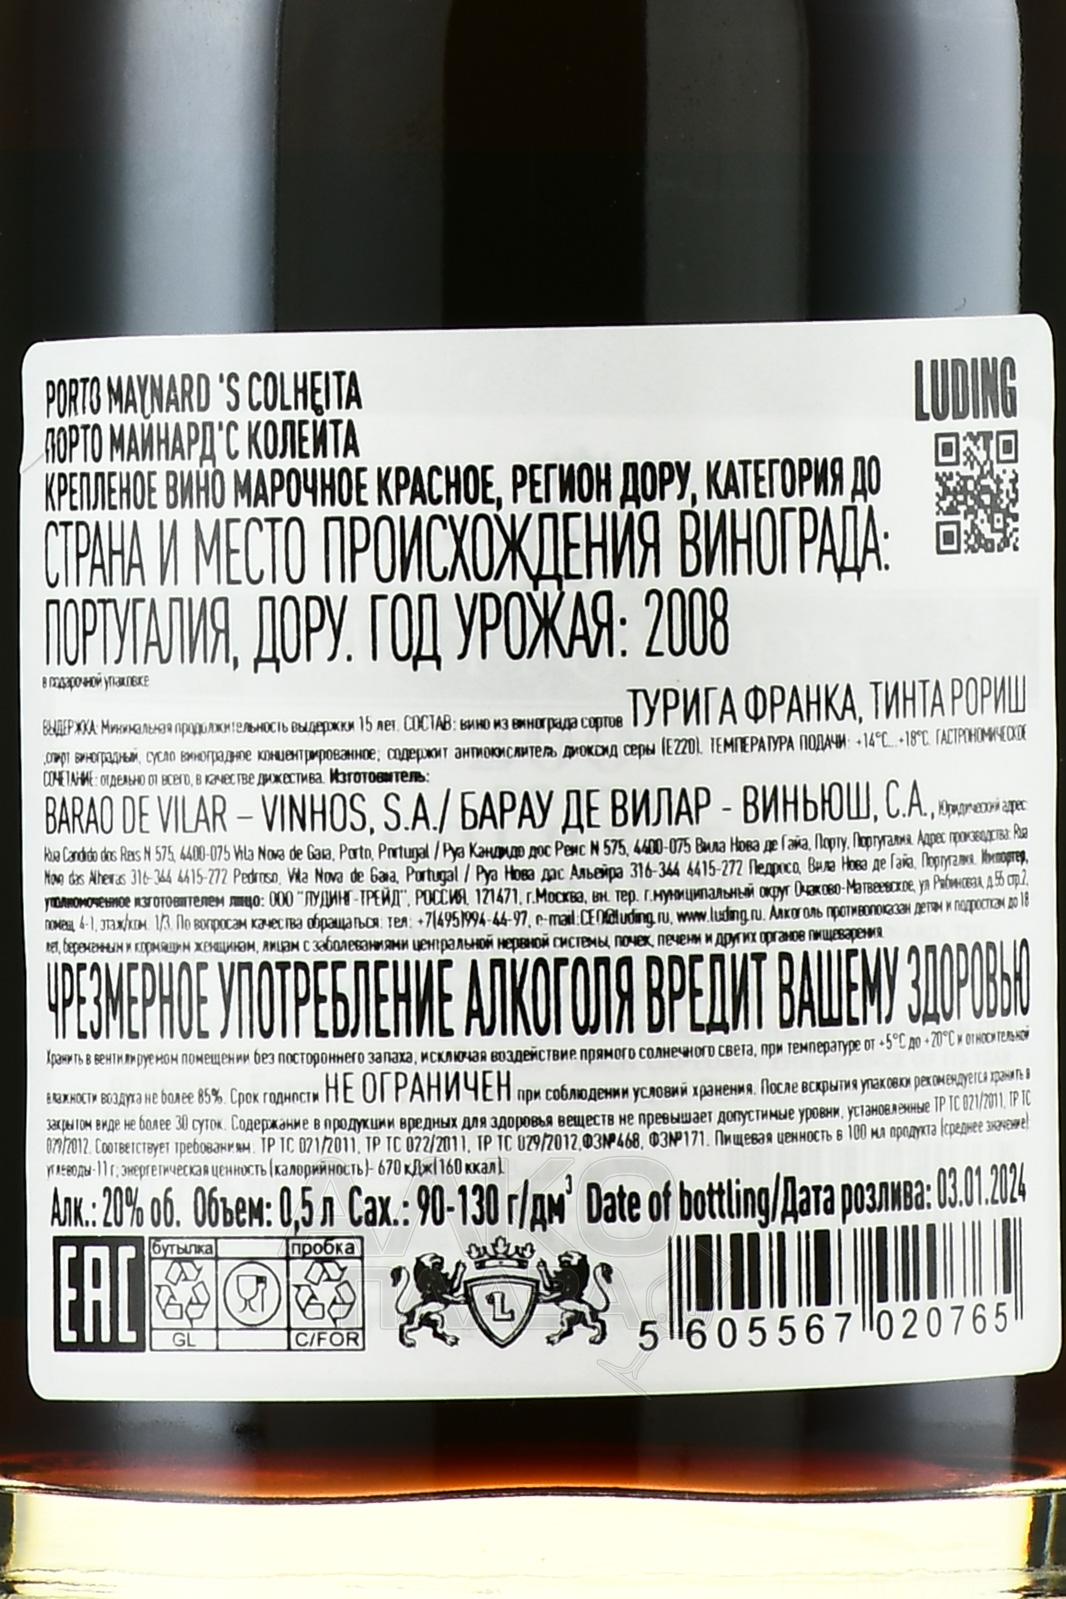 PORTO MAYNARD 'S COLHEITA
LUDING
ПОРТО МАЙНАРД'С КОЛЕЙТА
КРЕПЛЕНОЕ ВИНО МАРОЧНОЕ КРАСНОЕ, РЕГИОН ДОРУ, КАТЕГОРИЯ ДО
СТРАНА И МЕСТО ПРОИСХОЖДЕНИЯ ВИНОГРАДА:
ПОРТУГАЛИЯ, ДОРУ. ГОД УРОЖАЯ: 2008
в подарочной упаковке
ВЫДЕРЖКА: Минимальная продолжительность выдержки 15 лет. СОСТАВ: вино из винограда сортов ТУРИГА ФРАНКА, ТИНТА РОРИШ
,спирт виноградный, сусло виноградное концентрированное; содержит антиокислитель диоксид серы (Е220). ТЕМПЕРАТУРА ПОДАЧИ: +14°С...+18°С. ГАСТРОНОМИЧЕСКОЕ
СОЧЕТАНИЕ: отдельно от всего, в качестве дижестива. Изготовитель:
BARAO DE VILAR – VINHOS, S.A./ БАРАУ ДЕ ВИЛАР - ВИНЬЮШ, С.А., Юридический адрес:
Rua Candido dos Reis N 575, 4400-075 Vila Nova de Gaia, Porto, Portugal / Руа Кандидо дос Реис N 575, 4400-075 Вила Нова де Гайа, Порту, Португалия. Адрес производства: Rua
Nova das Alheiras 316-344 4415-272 Pedroso, Vila Nova de Gaia, Portugal / Руа Нова дас Альейра 316-344 4415-272 Педросо, Вила Нова де Гайа, Португалия. Импортер,
уполномоченное изготовителем лицо: ООО "ЛУДИНГ-ТРЕЙД", РОССИЯ, 121471, г.Москва, вн. тер. г.муниципальный округ Очаково-Матвеевское, ул Рябиновая, д.55 стр.2,
помещ. 4-1, этаж/ком. 1/3. По вопросам качества обращаться: тел: +7(495)994-44-97, e-mail:CEO@luding.ru, www.luding.ru. Алкоголь противопоказан детям и подросткам до 18
лет, беременным и кормящим женщинам, лицам с заболеваниями центральной нервной системы, почек, печени и других органов пищеварения.
ЧРЕЗМЕРНОЕ УПОТРЕБЛЕНИЕ АЛКОГОЛЯ ВРЕДИТ ВАШЕМУ ЗДОРОВЬЮ
Хранить в вентилируемом помещении без постороннего запаха, исключая воздействие прямого солнечного света, при температуре от +5°С до +20°С и относительной
влажности воздуха не более 85%. Срок годности НЕ ОГРАНИЧЕН при соблюдении условий хранения. После вскрытия упаковки рекомендуется хранить в
закрытом виде не более 30 суток. Содержание в продукции вредных для здоровья веществ не превышает допустимые уровни, установленные ТР ТС 021/2011, ТР ТС
029/2012. Соответствует требованиям: ТР ТС 021/2011, ТР ТС 022/2011, ТР ТС 029/2012,ФЗ№468, ФЗ№171. Пищевая ценность в 100 мл продукта (среднее значение)
углеводы-11 г; энергетическая ценность (калорийность)- 670 кДж(160 ккал).
Алк.: 20% об. Объем: 0,5 л Сах.: 90-130 г/дм³ Date of bottling/Дата розлива: 03.01.2024
EAC
бутылка
пробка
GL
C/FOR
L
5 605567 020765